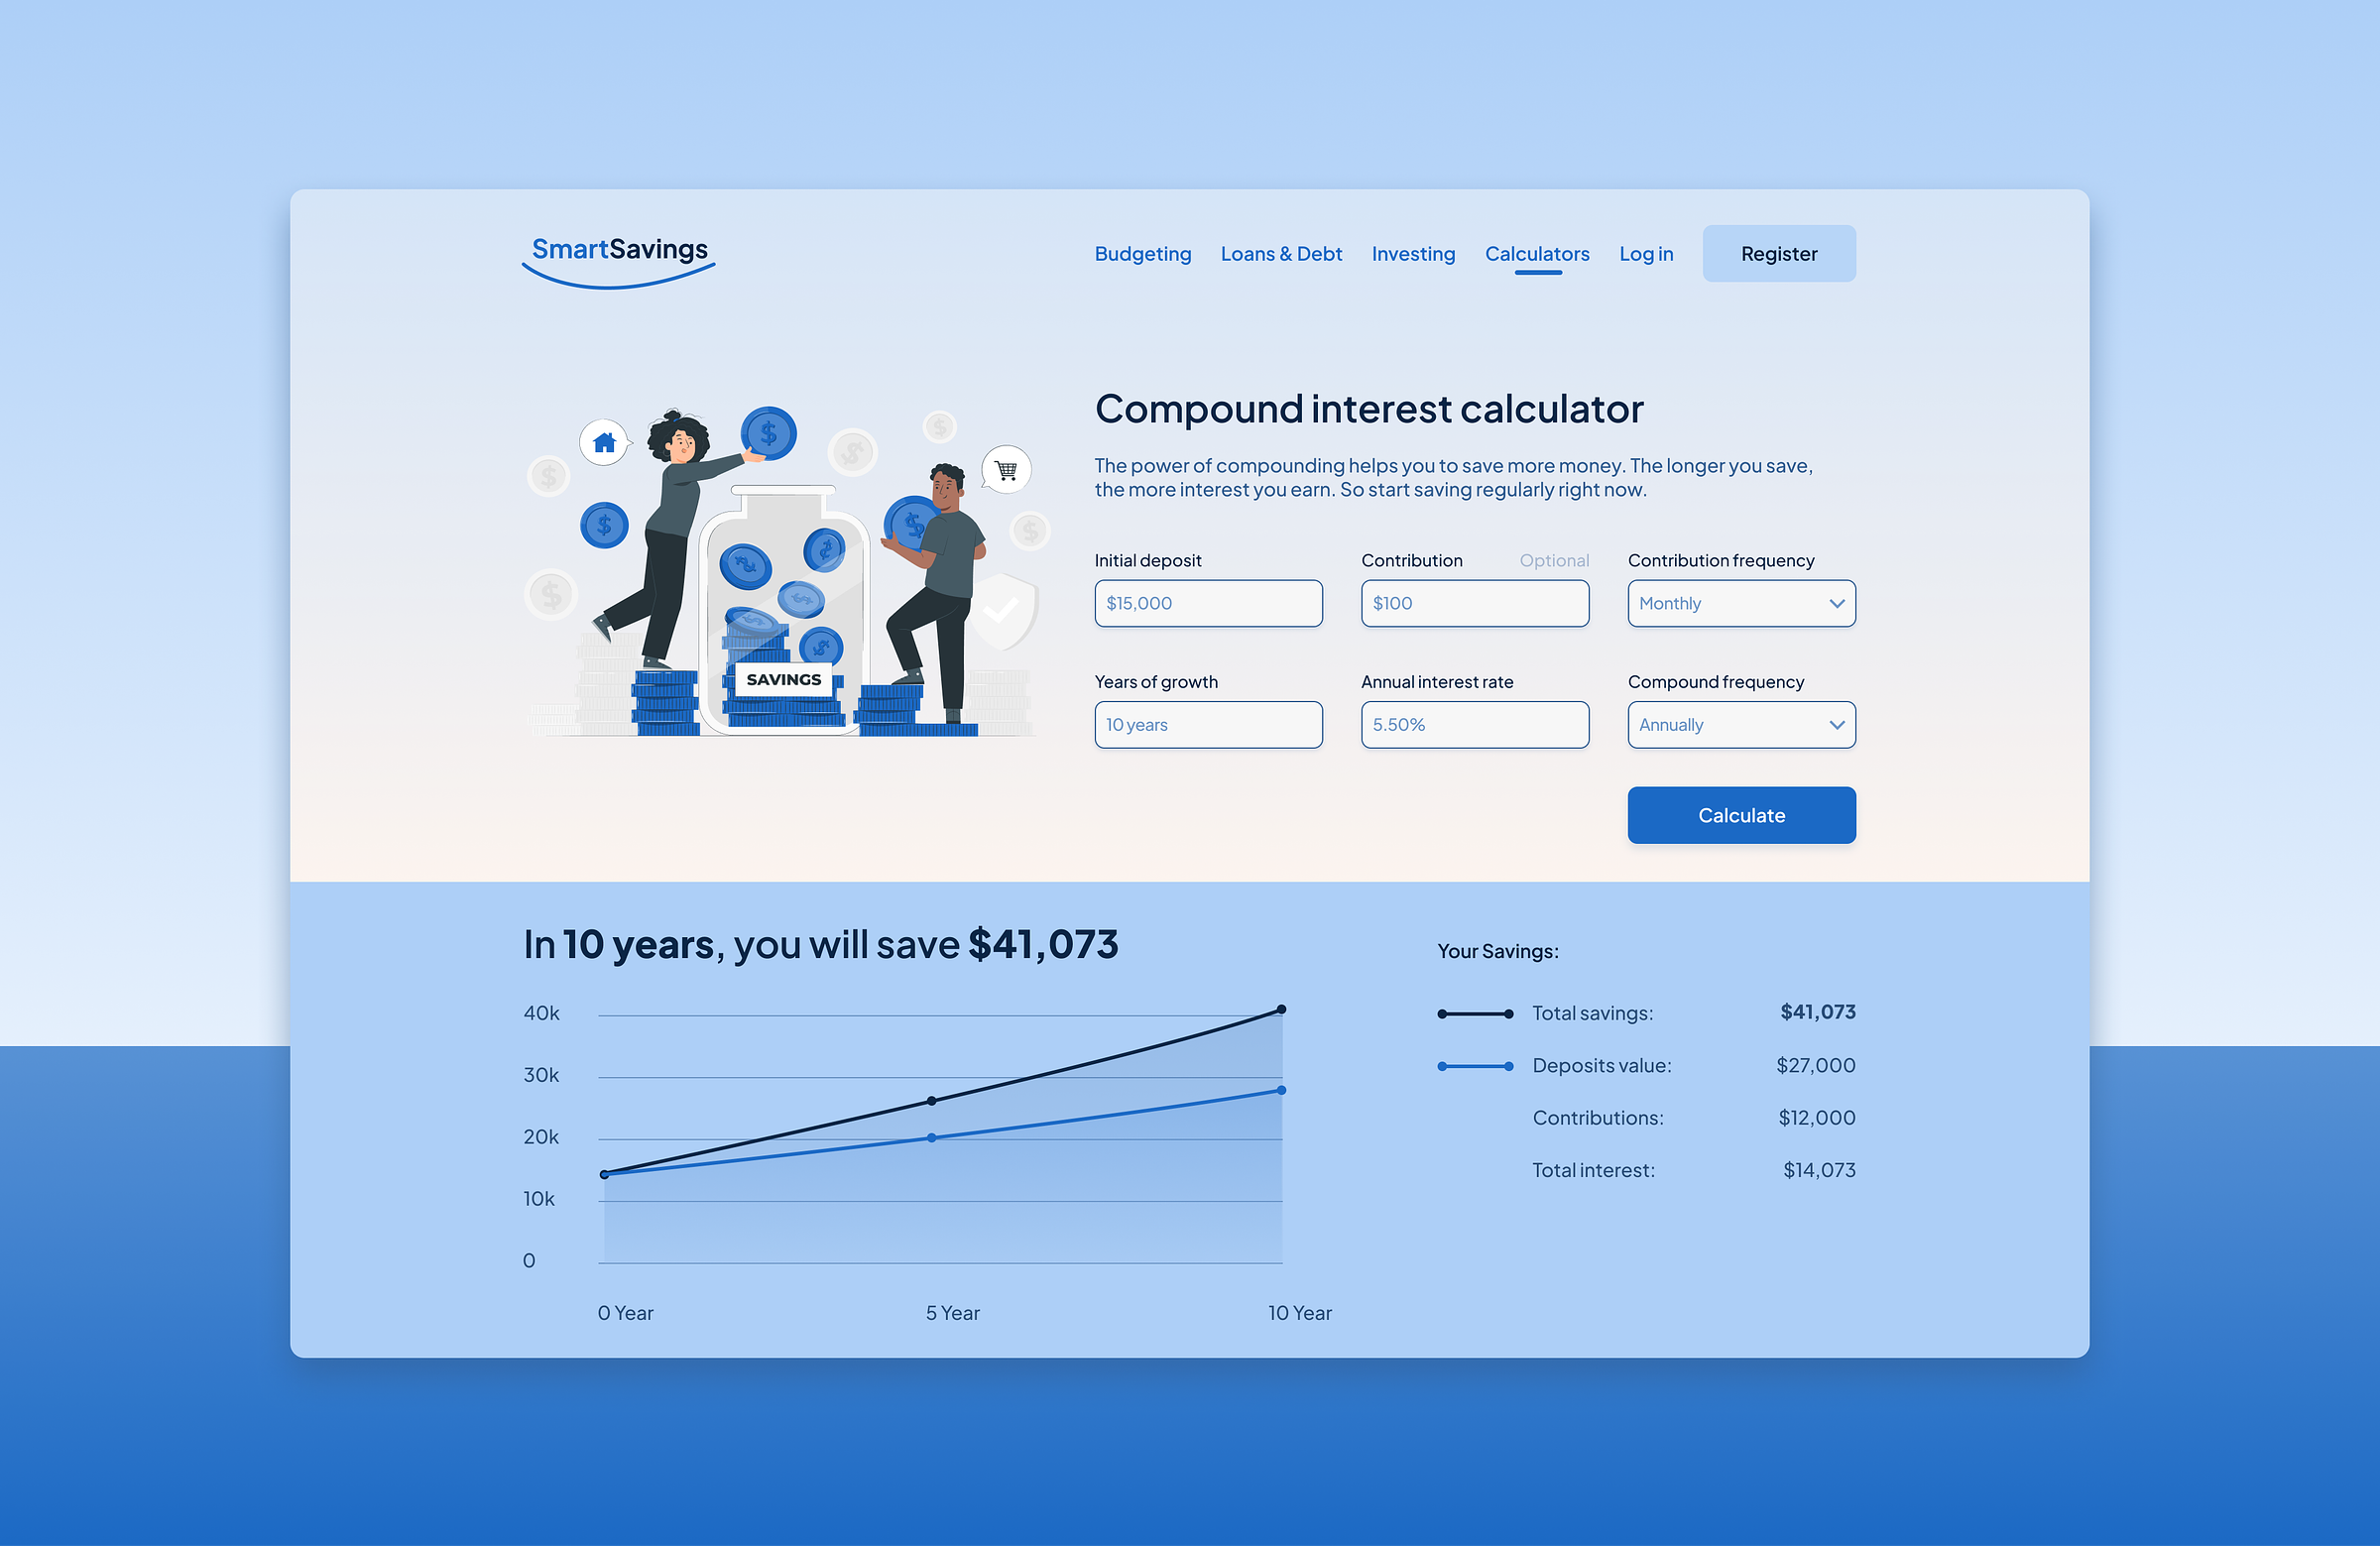 SmartSavings
Budgeting Loans & Debt Investing Calculators Log in Register
Compound interest calculator
The power of compounding helps you to save more money. The longer you save,
the more interest you earn. So start saving regularly right now.
Initial deposit Contribution Optional Contribution frequency
$15,000 $100 Monthly
Years of growth Annual interest rate Compound frequency
10 years 5.50% Annually
Calculate
$
$
$
$
$
$
$
$
$
$
$
$
$
$
SAVINGS
In 10 years, you will save $41,073
40k
30k
20k
10k
0
0 Year 5 Year 10 Year
Your Savings:
Total savings: $41,073
Deposits value: $27,000
Contributions: $12,000
Total interest: $14,073